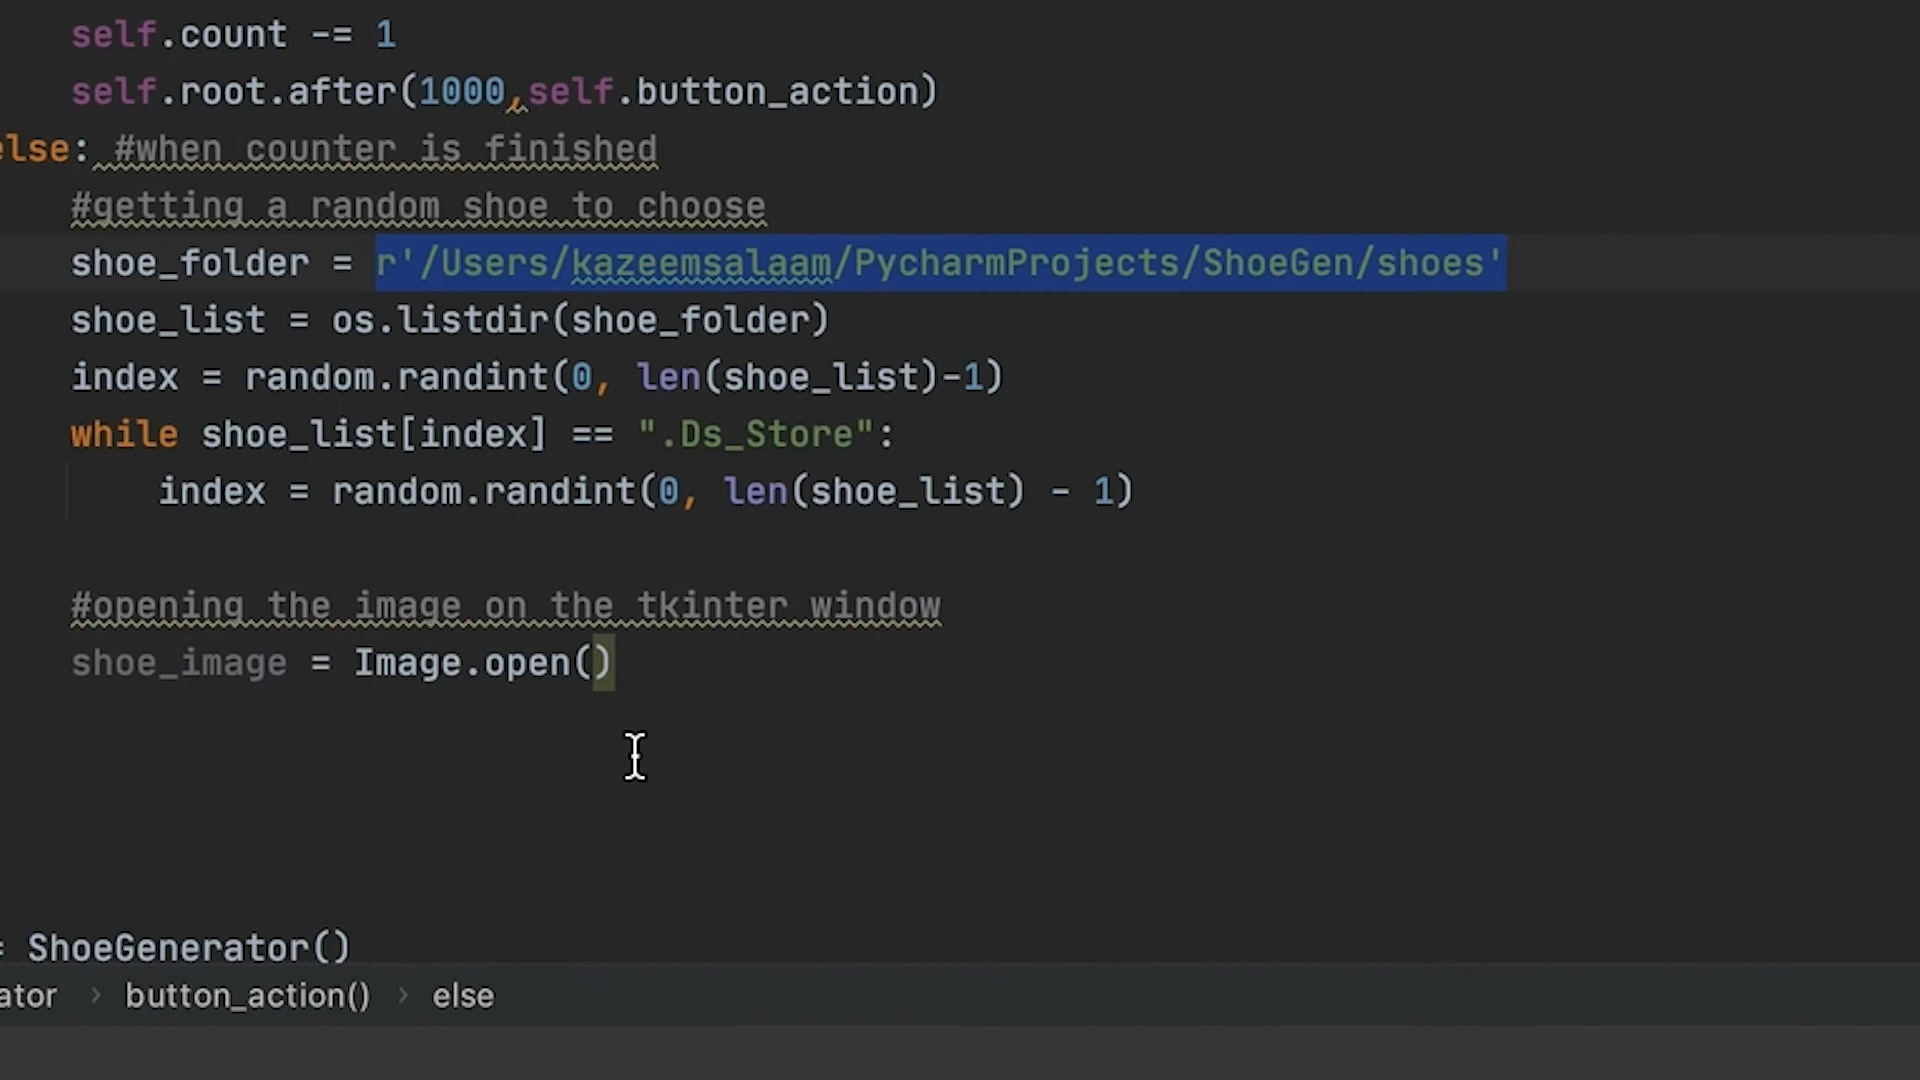 self.count -= 1
self.root.after(1000,self.button_action)
else: #when counter is finished
#getting a random shoe to choose
shoe_folder = r'/Users/kazeemsalaam/PycharmProjects/ShoeGen/shoes'
shoe_list = os.listdir(shoe_folder)
index = random.randint(0, len(shoe_list)-1)
while shoe_list[index] == ".Ds_Store":
index = random.randint(0, len(shoe_list) - 1)
#opening the image on the tkinter window
shoe_image = Image.open()
= ShoeGenerator()
ator › button_action() › else